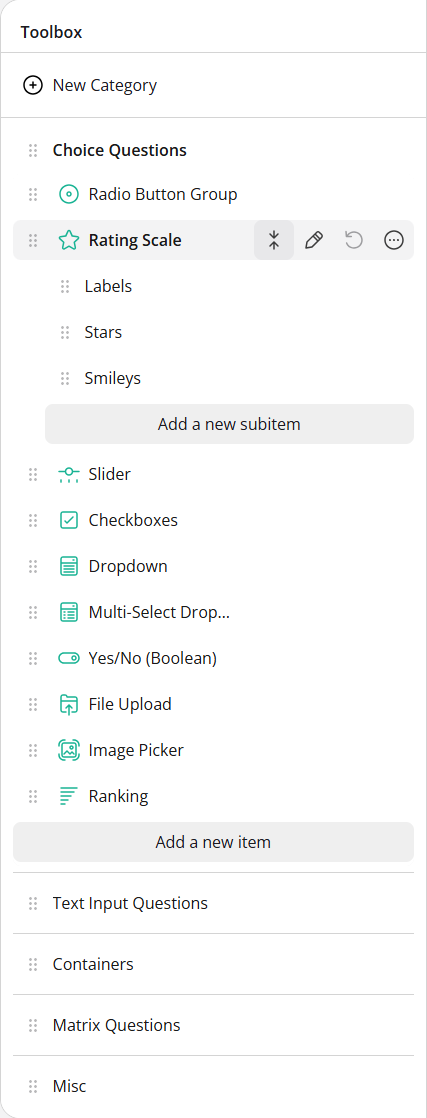 Toolbox
New Category
Choice Questions
Radio Button Group
Rating Scale
Labels
Stars
Smileys
Add a new subitem
Slider
Checkboxes
Dropdown
Multi-Select Drop...
Yes/No (Boolean)
File Upload
Image Picker
Ranking
Add a new item
Text Input Questions
Containers
Matrix Questions
Misc